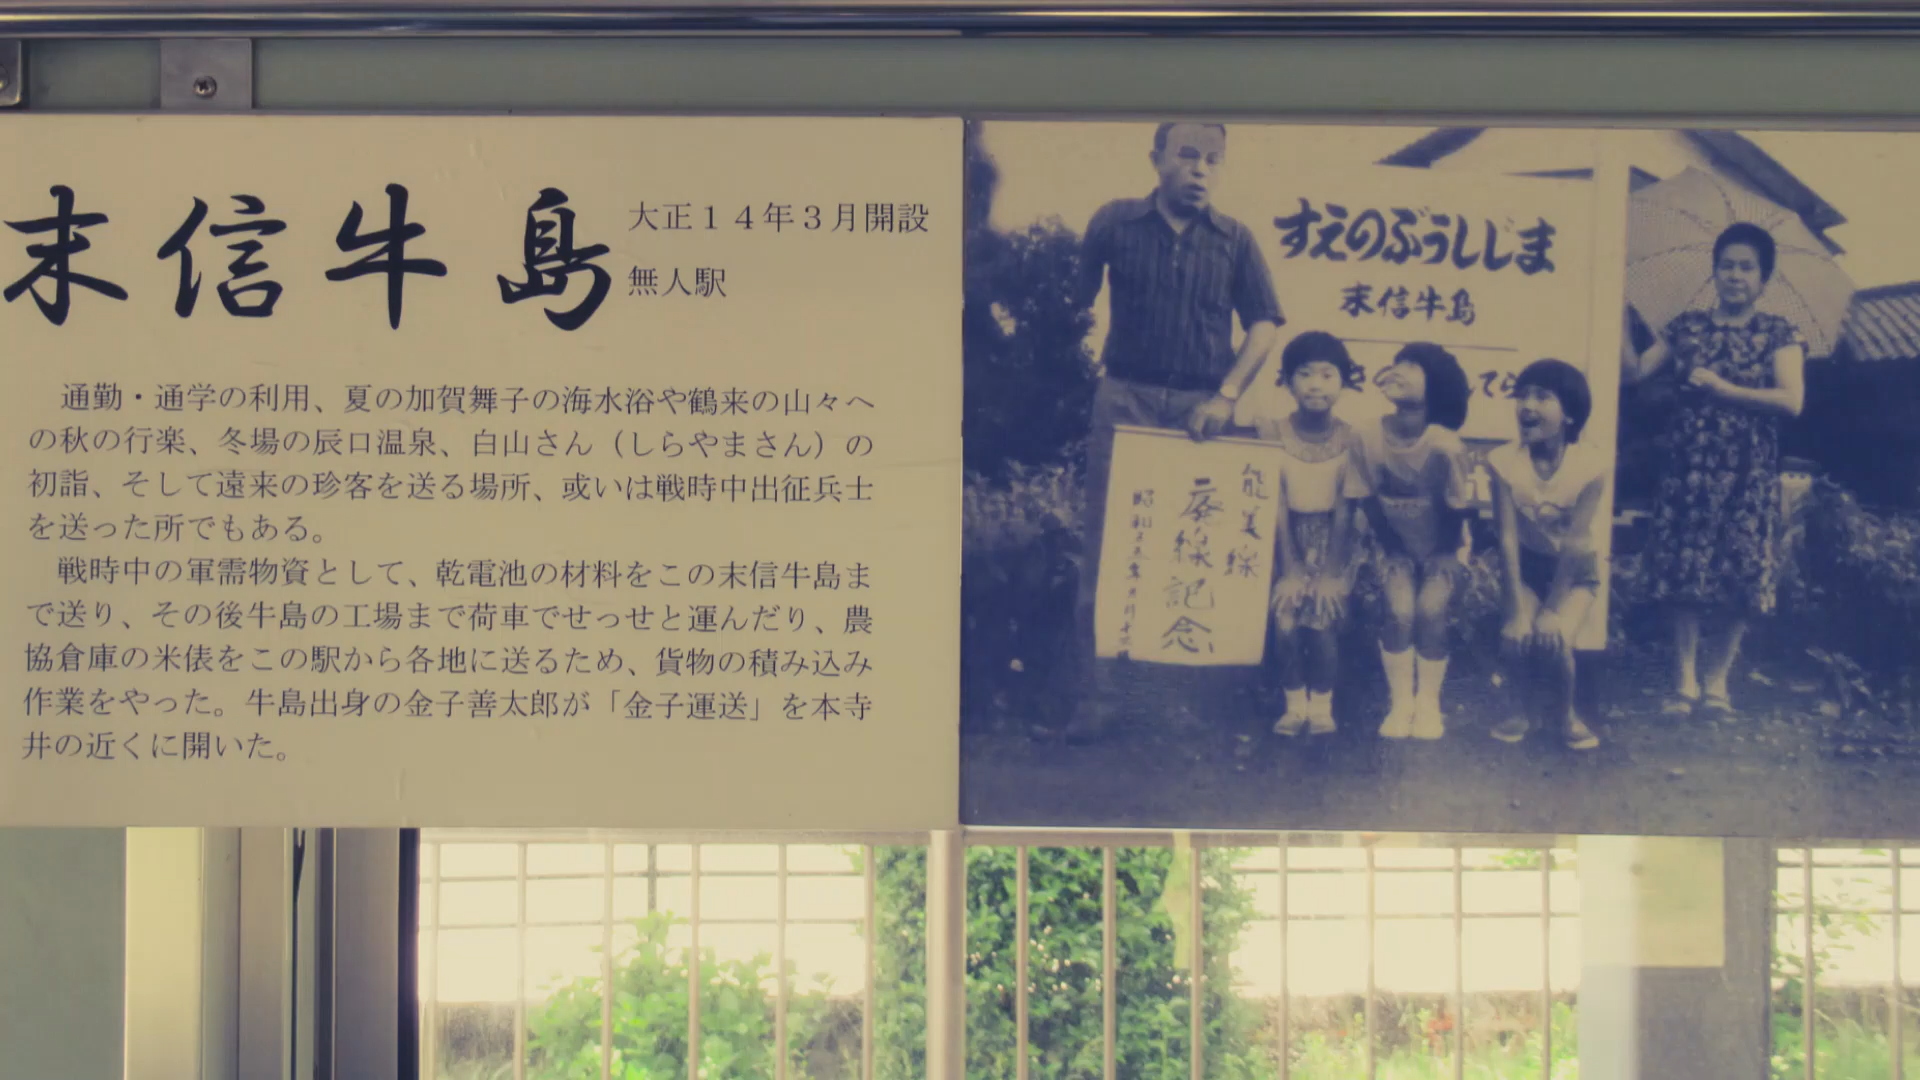 末信牛島
大正１４年３月開設
無人駅
通勤・通学の利用、夏の加賀舞子の海水浴や鶴来の山々へ
の秋の行楽、冬場の辰口温泉、白山さん（しらやまさん）の
初詣、そして遠来の珍客を送る場所、或いは戦時中出征兵士
を送った所でもある。
戦時中の軍需物資として、乾電池の材料をこの末信牛島ま
で送り、その後牛島の工場まで荷車でせっせと運んだり、農
協倉庫の米俵をこの駅から各地に送るため、貨物の積み込み
作業をやった。牛島出身の金子善太郎が「金子運送」を本寺
井の近くに開いた。
すえのぶうしじま
末信牛島
てら
能美線
廃線記念